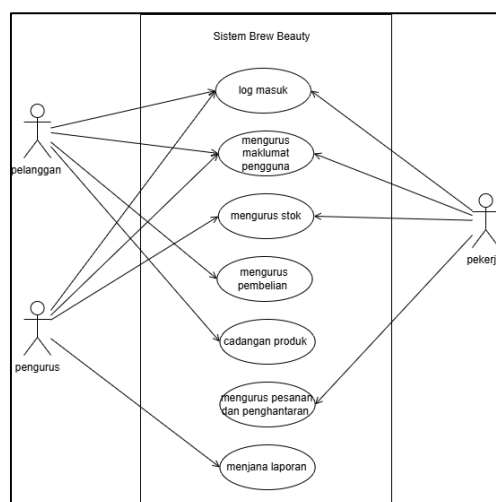 Sistem Brew Beauty
log masuk
pelanggan
mengurus
maklumat
pengguna
mengurus stok
pekerja
mengurus
pembelian
pengurus
cadangan produk
mengurus pesanan
dan penghantaran
menjana laporan